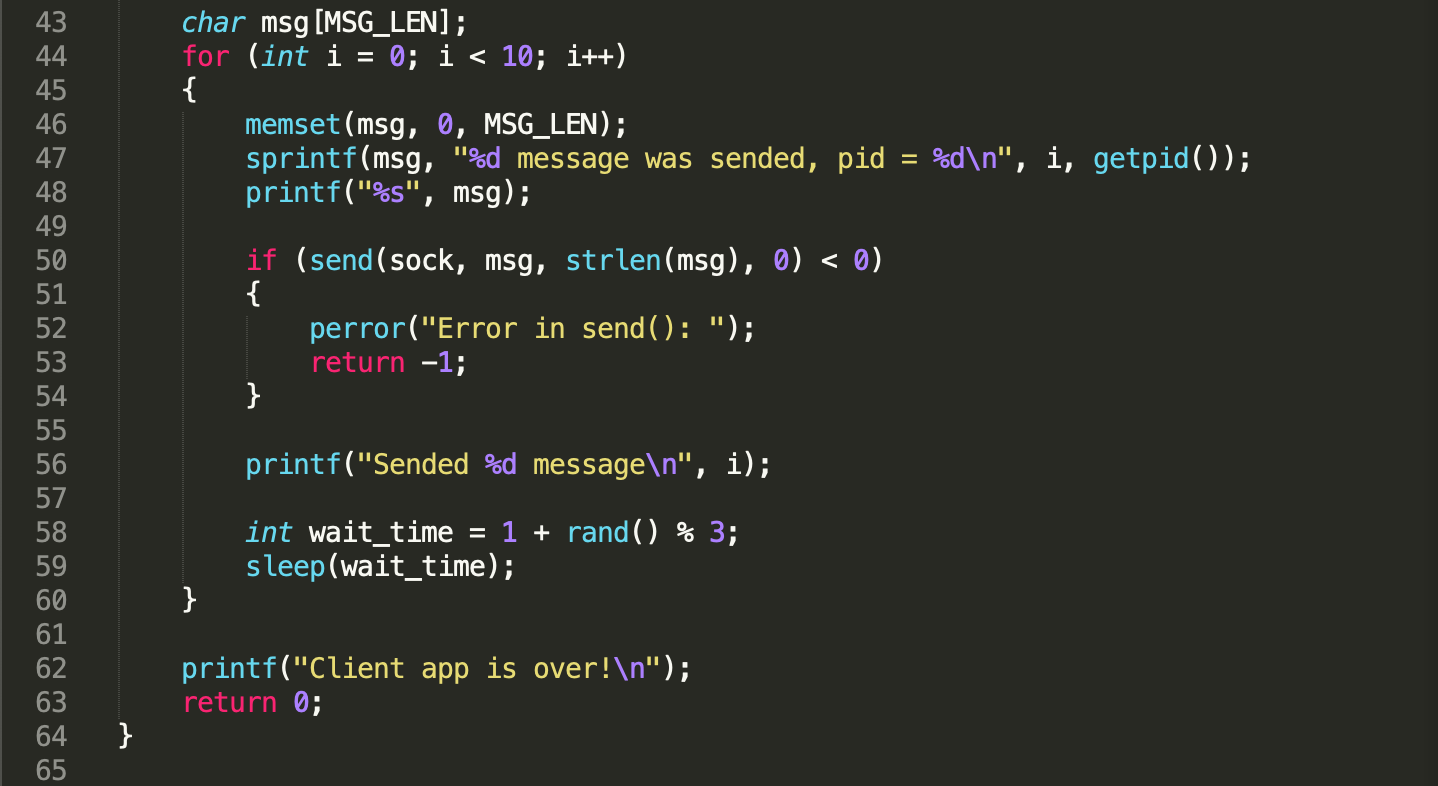 43 char msg[MSG_LEN];
44 for (int i = 0; i < 10; i++)
45 {
46 memset(msg, 0, MSG_LEN);
47 sprintf(msg, "%d message was sended, pid = %d\n", i, getpid());
48 printf("%s", msg);
49
50 if (send(sock, msg, strlen(msg), 0) < 0)
51 {
52 perror("Error in send(): ");
53 return -1;
54 }
55
56 printf("Sended %d message\n", i);
57
58 int wait_time = 1 + rand() % 3;
59 sleep(wait_time);
60 }
61
62 printf("Client app is over!\n");
63 return 0;
64 }
65